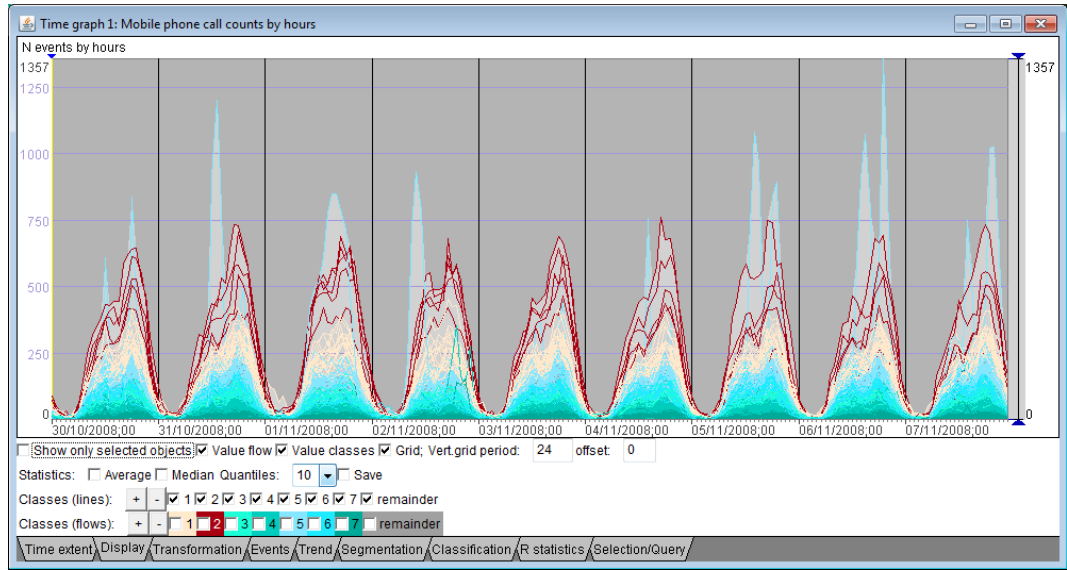 Time graph 1: Mobile phone call counts by hours
N events by hours
1357 1357
1250
1000
750
500
250
0 0
30/10/2008;00 31/10/2008;00 01/11/2008;00 02/11/2008;00 03/11/2008;00 04/11/2008;00 05/11/2008;00 06/11/2008;00 07/11/2008;00
Show only selected objects Value flow Value classes Grid; Vert.grid period: 24 offset: 0
Statistics: Average Median Quantiles: 10 Save
Classes (lines): + - 1 2 3 4 5 6 7 remainder
Classes (flows): + - 1 2 3 4 5 6 7 remainder
Time extent Display Transformation Events Trend Segmentation Classification R statistics Selection/Query